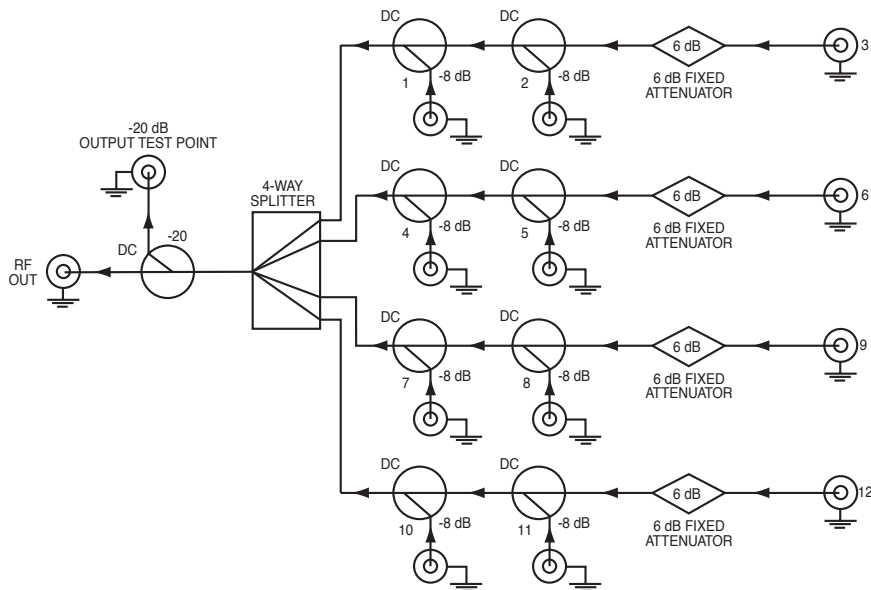 DC
DC
6 dB
3
-8 dB
-8 dB
1
2
6 dB FIXED
ATTENUATOR
-20 dB
OUTPUT TEST POINT
4-WAY
SPLITTER
DC
DC
6 dB
6
-8 dB
-8 dB
4
5
6 dB FIXED
ATTENUATOR
-20
DC
RF
OUT
DC
DC
6 dB
9
-8 dB
-8 dB
7
8
6 dB FIXED
ATTENUATOR
DC
DC
6 dB
12
-8 dB
-8 dB
10
11
6 dB FIXED
ATTENUATOR